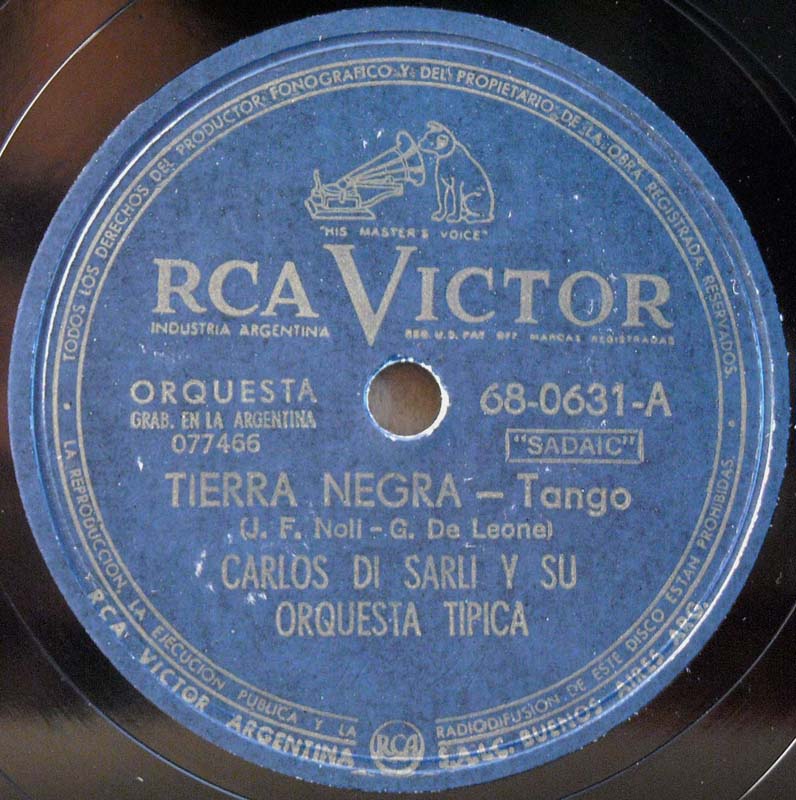 TODOS LOS DERECHOS DEL PRODUCTOR FONOGRAFICO Y DEL PROPIETARIO DE LA OBRA REGISTRADA RESERVADOS.
"HIS MASTER'S VOICE"
RCA VICTOR
INDUSTRIA ARGENTINA
REG. U.S. PAT. OFF. MARCAS REGISTRADAS
ORQUESTA
GRAB. EN LA ARGENTINA
077466
68-0631-A
"SADAIC"
TIERRA NEGRA – Tango
(J. F. Noli - G. De Leone)
CARLOS DI SARLI Y SU
ORQUESTA TIPICA
LA REPRODUCCION, LA EJECUCION PUBLICA Y LA RADIODIFUSION DE ESTE DISCO ESTAN PROHIBIDAS.
RCA VICTOR ARGENTINA RCA S.A.I.C. BUENOS AIRES ARG.